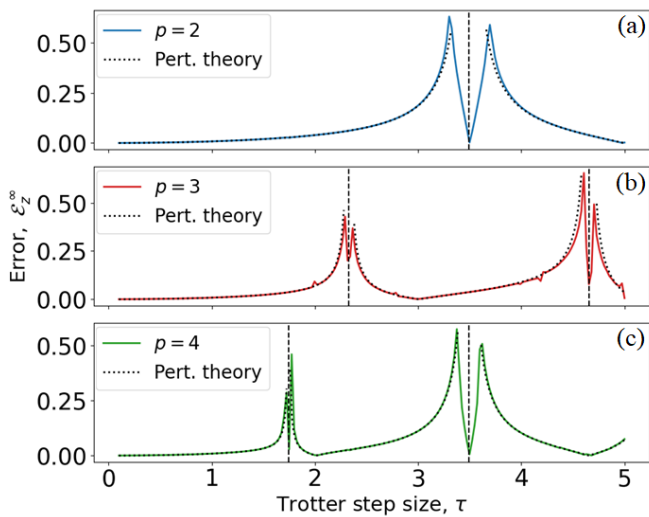 (a)
p = 2
Pert. theory
0.50
0.25
0.00
(b)
p = 3
Pert. theory
0.50
0.25
0.00
(c)
p = 4
Pert. theory
0.50
0.25
0.00
Error, ℰ_z^∞
0 1 2 3 4 5
Trotter step size, τ